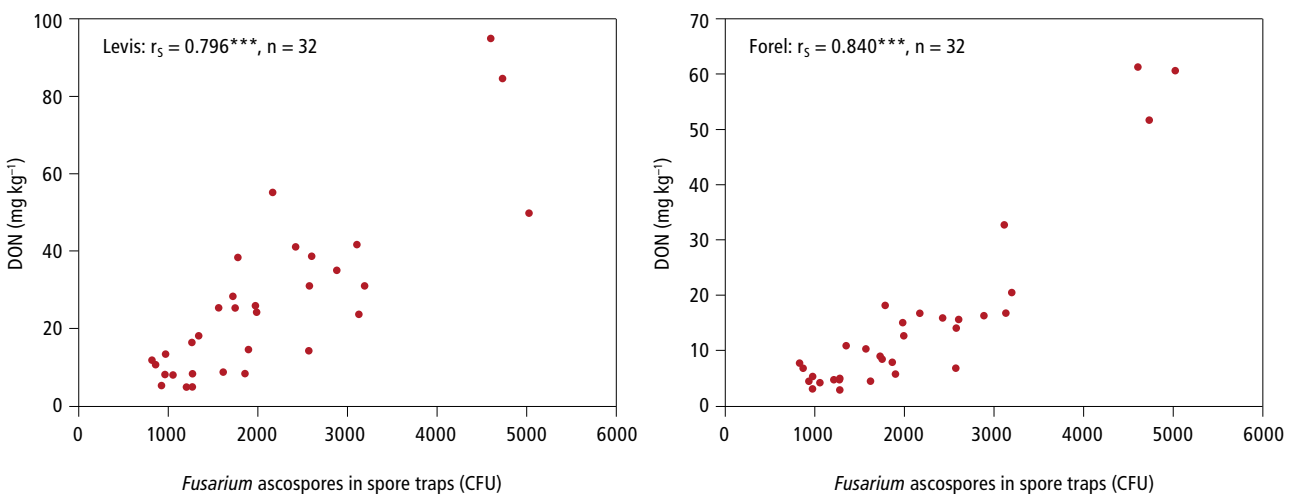 Levis: rS = 0.796***, n = 32
DON (mg kg⁻¹)
100
80
60
40
20
0
0 1000 2000 3000 4000 5000 6000
Fusarium ascospores in spore traps (CFU)
Forel: rS = 0.840***, n = 32
DON (mg kg⁻¹)
70
60
50
40
30
20
10
0
0 1000 2000 3000 4000 5000 6000
Fusarium ascospores in spore traps (CFU)